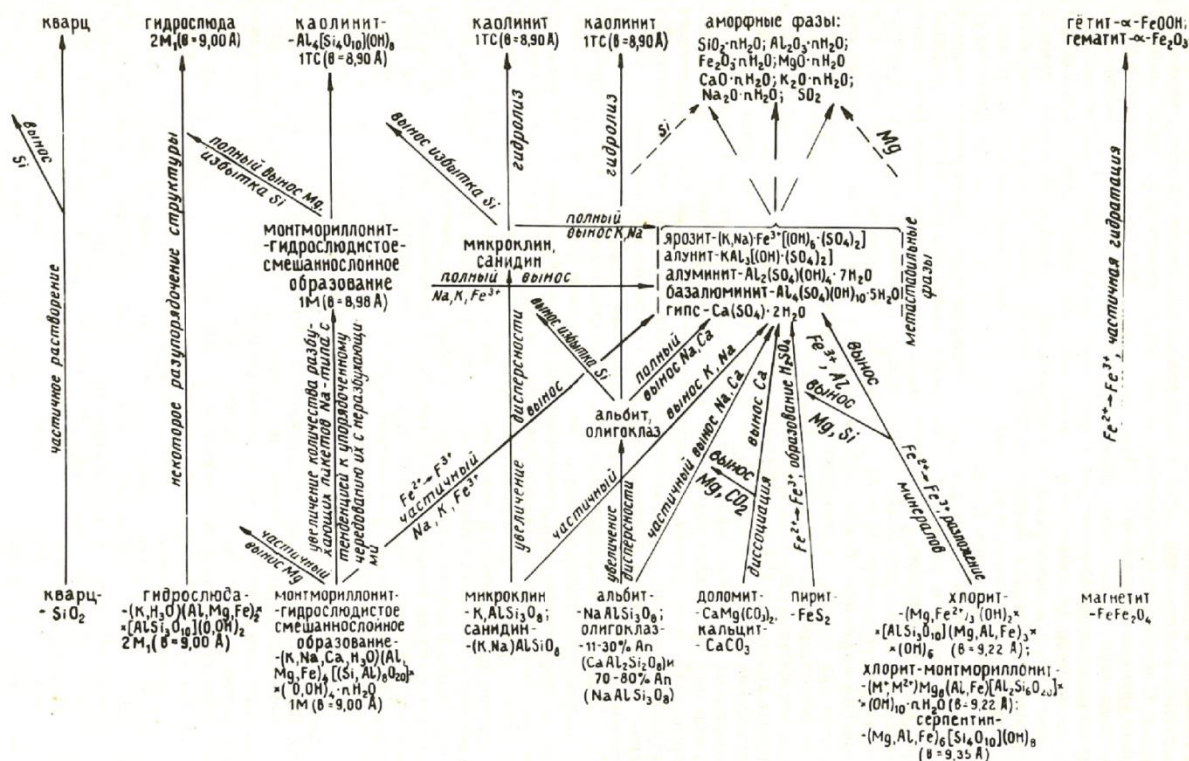 кварц
гидрослюда
2M₁(в=9,00 Å)
каолинит-
-Al₄[Si₄O₁₀](OH)₈
1TC(в=8,90 Å)
каолинит
1TC(в=8,90 Å)
каолинит
1TC(в=8,90 Å)
аморфные фазы:
SiO₂·nH₂O; Al₂O₃·nH₂O;
Fe₂O₃·nH₂O; MgO·nH₂O
CaO·nH₂O; K₂O·nH₂O;
Na₂O·nH₂O; SO₂
гётит-α-FeOOH;
гематит-α-Fe₂O₃
вынос
Si
частичное растворение
некоторое разупорядочение структуры
полный вынос Mg,
избытка Si
вынос избытка Si
гидролиз
гидролиз
Si
Mg
Fe²⁺→Fe³⁺, частичная гидратация
монтмориллонит-
-гидрослюдистое-
смешаннослойное
образование
1M(в=8,98 Å)
микроклин,
санидин
полный
вынос K,Na
полный вынос
Na,K,Fe³⁺
ярозит-(K,Na)·Fe³⁺[(OH)₆·(SO₄)₂]
алунит-KAl₃[(OH)·(SO₄)₂]
алуминит-Al₂(SO₄)(OH)₄·7H₂O
базалюминит-Al₄(SO₄)(OH)₁₀·5H₂O
гипс-Ca(SO₄)·2H₂O
метастабильные
фазы
увеличение количества разбу-
хающих пакетов Na-типа с
тенденцией к упорядоченному
чередованию их с неразбухающи-
ми
частичный
вынос Mg
Fe²⁺→F³⁺
частичный вынос
Na,K,Fe³⁺
увеличение дисперсности
вынос избытка Si
альбит,
олигоклаз
полный
вынос Na,Ca
частичный вынос K, Na
увеличение
дисперсности
частичный вынос Na,Ca
вынос
Mg,CO₂
диссоциация вынос Ca
Fe²⁺→Fe³⁺, образование H₂SO₄
вынос
Fe³⁺, Al
вынос
Mg, Si
Fe²⁺→Fe³⁺, разложение
минералов
кварц-
-SiO₂
гидрослюда-
-(K,H₃O)(Al,Mg,Fe)₂×
×[AlSi₃O₁₀](O,OH)₂
2M₁(в=9,00 Å)
монтмориллонит-
-гидрослюдистое
смешаннослойное
образование-
-(K,Na,Ca,H₃O)(Al,
Mg,Fe)₄[(Si,Al)₈O₂₀]×
×(O,OH)₄·nH₂O
1M(в=9,00 Å)
микроклин
-K,AlSi₃O₈;
санидин-
-(K,Na)AlSiO₈
альбит-
-NaAlSi₃O₈;
олигоклаз-
-11-30% An
(CaAl₂Si₂O₈)и
70-80% An
(NaAlSi₃O₈)
доломит-
-CaMg(CO₃)₂.
кальцит-
-CaCO₃
пирит-
-FeS₂
хлорит-
-(Mg,Fe²⁺)₃(OH)₂×
×[AlSi₃O₁₀](Mg,Al,Fe)₃×
×(OH)₆ (в=9,22 Å);
хлорит-монтмориллонит-
-(M⁺,M²⁺)Mg₈(Al,Fe)[Al₂Si₆O₂₀]×
×(OH)₁₀·nH₂O(в=9,22 Å):
серпентин-
-(Mg,Al,Fe)₆[Si₄O₁₀](OH)₈
(в=9,35 Å)
магнетит
-FeFe₂O₄